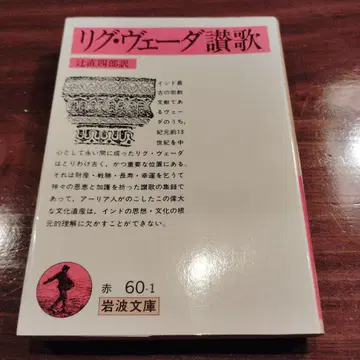 リグ・ヴェーダ讃歌
辻直四郎訳
インド最
古の宗教
文献であ
るヴェー
ダのうち,
紀元前13
世紀を中
心として永い間に成ったリグ・ヴェーダ
はとりわけ古く,かつ重要な位置にある.
それは財産・戦勝・長寿・幸運を乞うて
神々の恩恵と加護を祈った讃歌の集録で
あって,アーリア人がのこしたこの偉大
な文化遺産は,インドの思想・文化の根
元的理解に欠かすことができない.
赤 60-1
岩波文庫